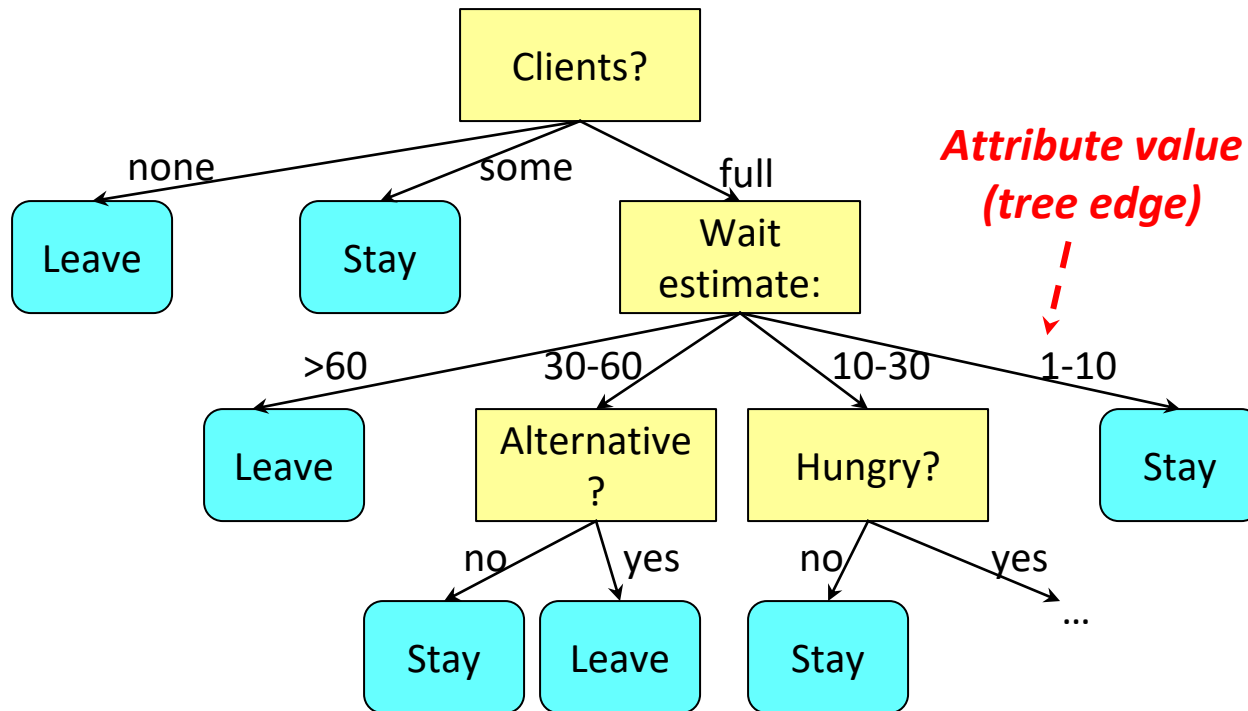 Clients?
none
some
full
Attribute value
(tree edge)
Leave
Stay
Wait
estimate:
>60
30-60
10-30
1-10
Leave
Alternative
?
Hungry?
Stay
no
yes
no
yes
Stay
Leave
Stay
...